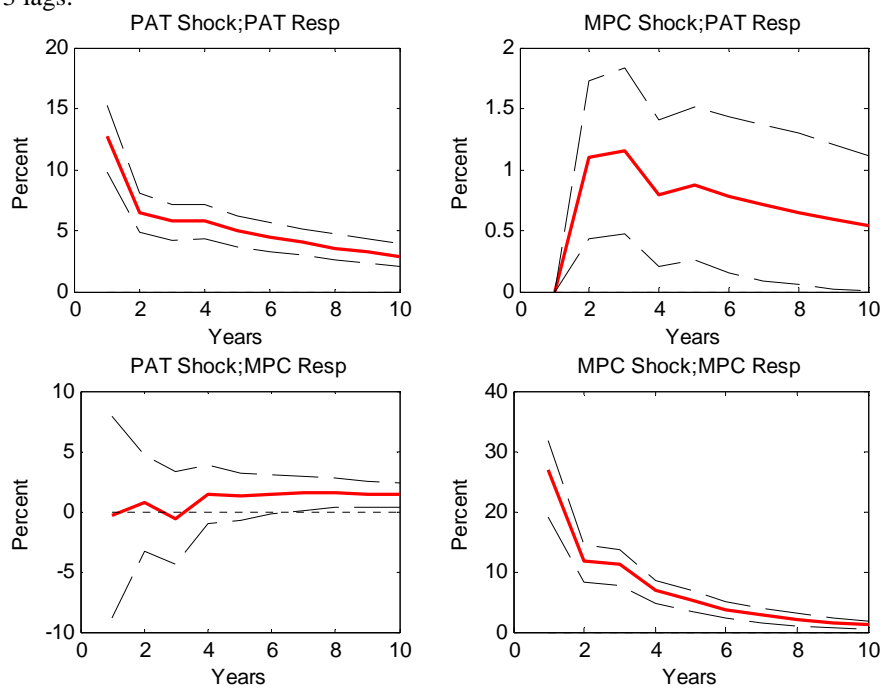 3 lags.
PAT Shock;PAT Resp
20
15
10
5
0
Percent
0 2 4 6 8 10
Years
MPC Shock;PAT Resp
2
1.5
1
0.5
0
Percent
0 2 4 6 8 10
Years
PAT Shock;MPC Resp
10
5
0
-5
-10
Percent
0 2 4 6 8 10
Years
MPC Shock;MPC Resp
40
30
20
10
0
Percent
0 2 4 6 8 10
Years